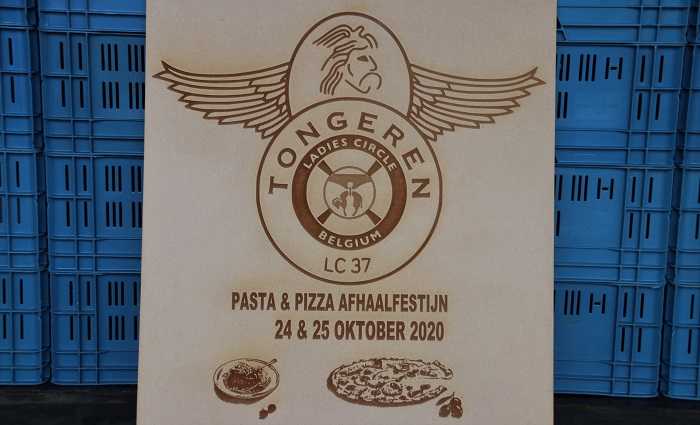 TONGEREN
LADIES CIRCLE
BELGIUM
LC 37
PASTA & PIZZA AFHAALFESTIJN
24 & 25 OKTOBER 2020